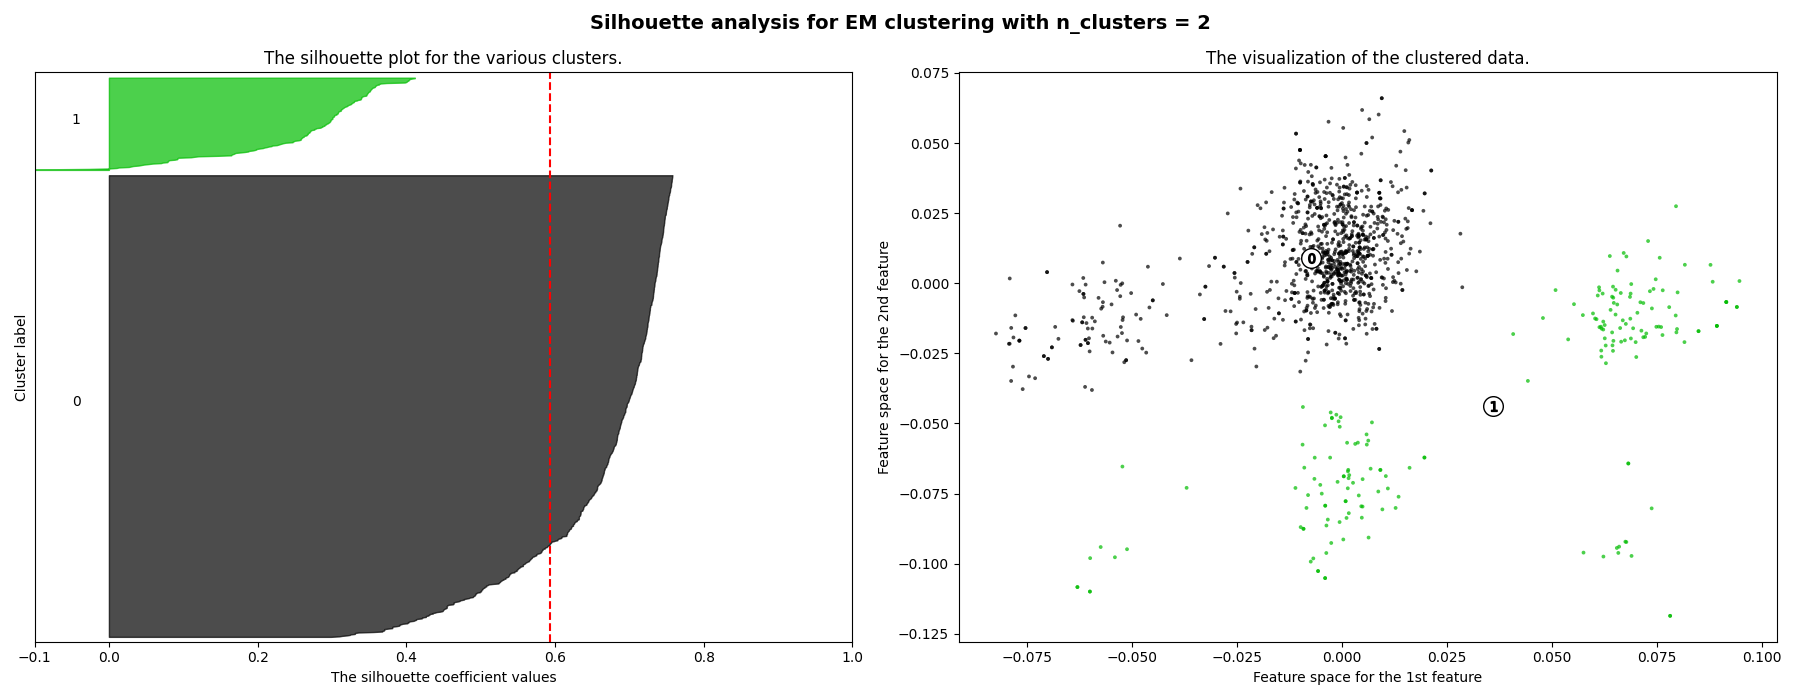 Silhouette analysis for EM clustering with n_clusters = 2
The silhouette plot for the various clusters.
1
0
Cluster label
−0.1 0.0 0.2 0.4 0.6 0.8 1.0
The silhouette coefficient values
The visualization of the clustered data.
0.075
0.050
0.025
0.000
−0.025
−0.050
−0.075
−0.100
−0.125
Feature space for the 2nd feature
0
1
−0.075 −0.050 −0.025 0.000 0.025 0.050 0.075 0.100
Feature space for the 1st feature